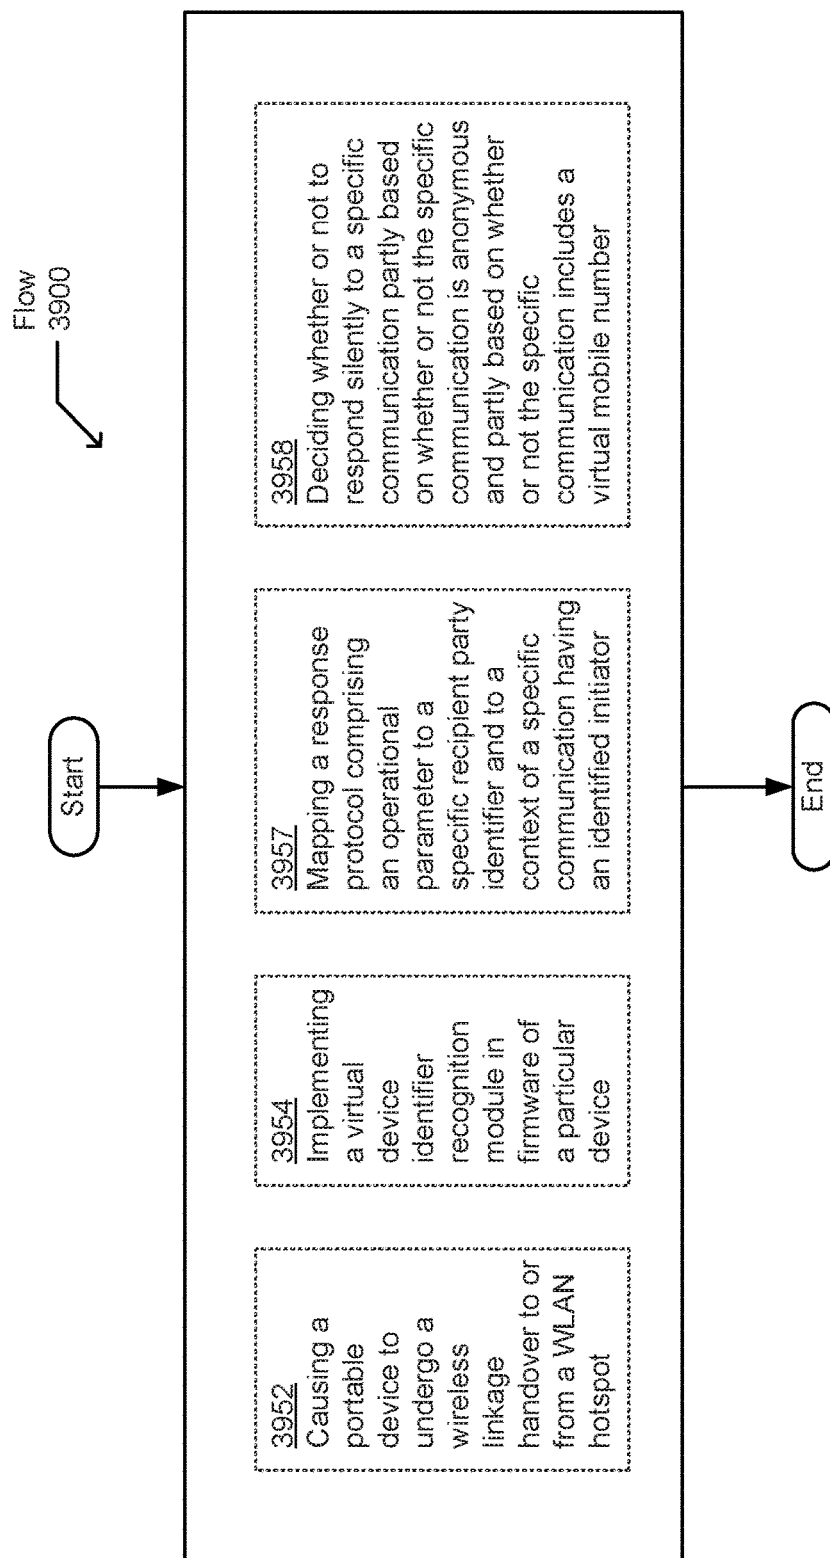 Flow
3900
Start
3952
Causing a
portable
device to
undergo a
wireless
linkage
handover to or
from a WLAN
hotspot
3954
Implementing
a virtual
device
identifier
recognition
module in
firmware of
a particular
device
3957
Mapping a response
protocol comprising
an operational
parameter to a
specific recipient party
identifier and to a
context of a specific
communication having
an identified initiator
3958
Deciding whether or not to
respond silently to a specific
communication partly based
on whether or not the specific
communication is anonymous
and partly based on whether
or not the specific
communication includes a
virtual mobile number
End